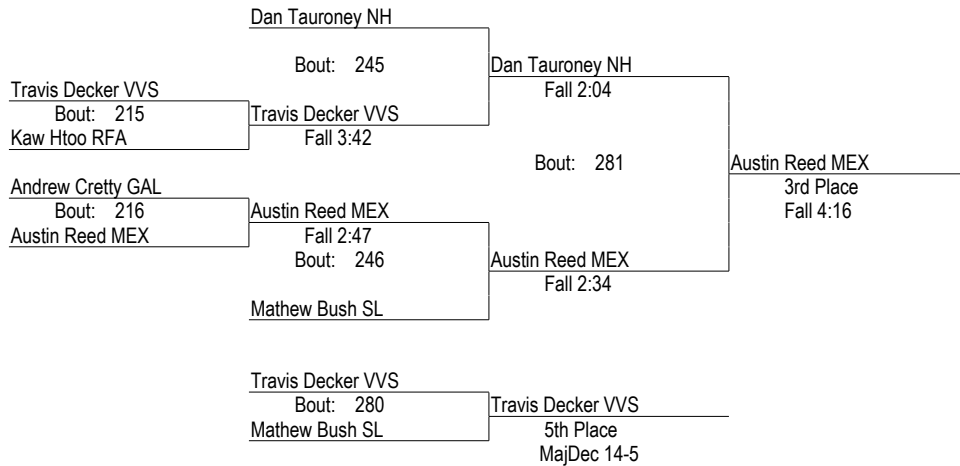 Dan Tauroney NH
Bout: 245
Dan Tauroney NH
Fall 2:04
Travis Decker VVS
Bout: 215
Kaw Htoo RFA
Travis Decker VVS
Fall 3:42
Bout: 281
Austin Reed MEX
3rd Place
Fall 4:16
Andrew Cretty GAL
Bout: 216
Austin Reed MEX
Austin Reed MEX
Fall 2:47
Bout: 246
Austin Reed MEX
Fall 2:34
Mathew Bush SL
Travis Decker VVS
Bout: 280
Mathew Bush SL
Travis Decker VVS
5th Place
MajDec 14-5